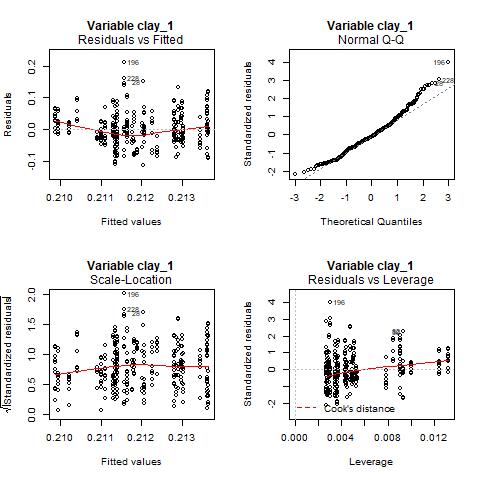 Variable clay_1
Residuals vs Fitted
Residuals
0.2
0.1
0.0
-0.1
196
228
28
0.210 0.211 0.212 0.213
Fitted values
Variable clay_1
Normal Q-Q
Standardized residuals
4
3
2
1
0
-1
-2
196
228
-3 -2 -1 0 1 2 3
Theoretical Quantiles
Variable clay_1
Scale-Location
√|Standardized residuals|
2.0
1.5
1.0
0.5
0.0
196
228
28
0.210 0.211 0.212 0.213
Fitted values
Variable clay_1
Residuals vs Leverage
Standardized residuals
4
3
2
1
0
-2
196
Cook's distance
0.000 0.004 0.008 0.012
Leverage